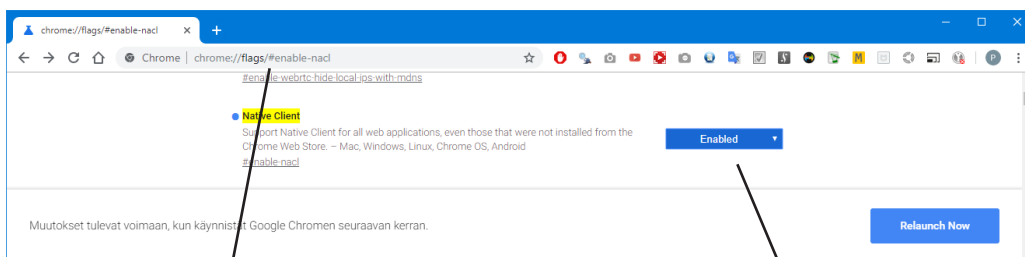 chrome://flags/#enable-nacl
Chrome | chrome://flags/#enable-nacl
#enable-webrtc-hide-local-ips-with-mdns
Native Client
Support Native Client for all web applications, even those that were not installed from the
Chrome Web Store. – Mac, Windows, Linux, Chrome OS, Android
#enable-nacl
Enabled
Muutokset tulevat voimaan, kun käynnistät Google Chromen seuraavan kerran.
Relaunch Now